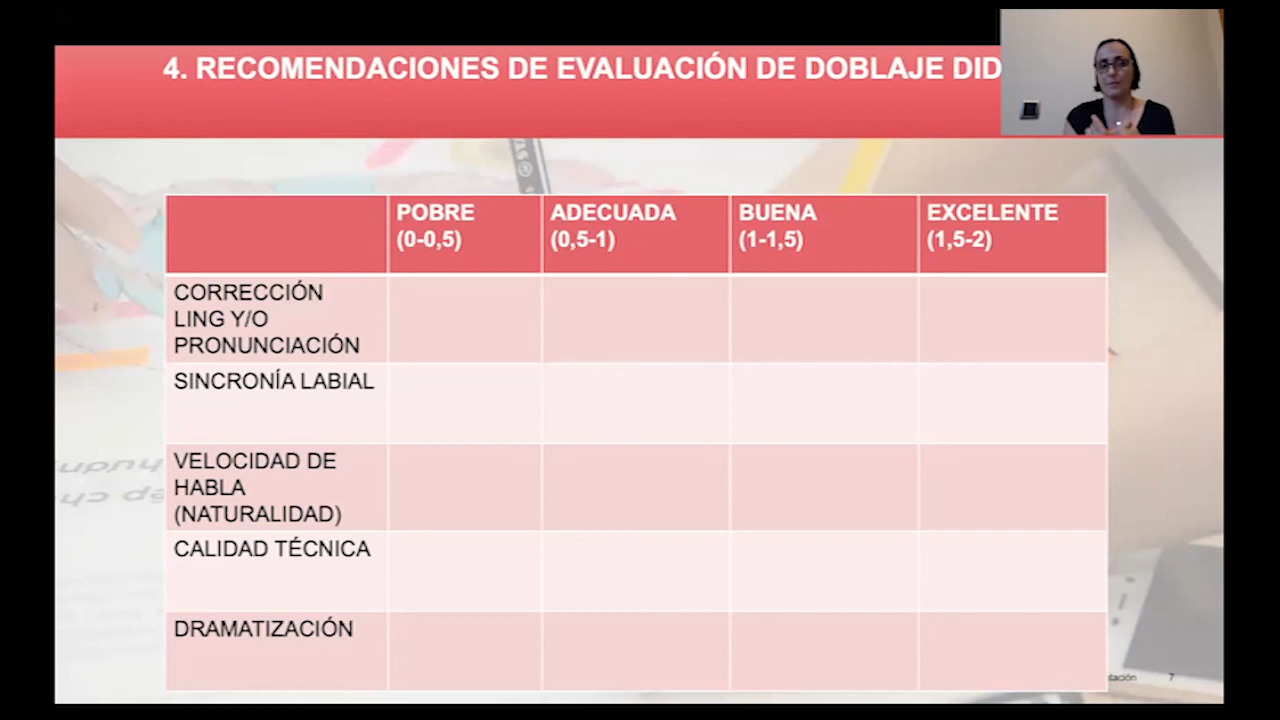 4. RECOMENDACIONES DE EVALUACIÓN DE DOBLAJE DID
POBRE
(0-0,5)
ADECUADA
(0,5-1)
BUENA
(1-1,5)
EXCELENTE
(1,5-2)
CORRECCIÓN
LING Y/O
PRONUNCIACIÓN
SINCRONÍA LABIAL
VELOCIDAD DE
HABLA
(NATURALIDAD)
CALIDAD TÉCNICA
DRAMATIZACIÓN
7